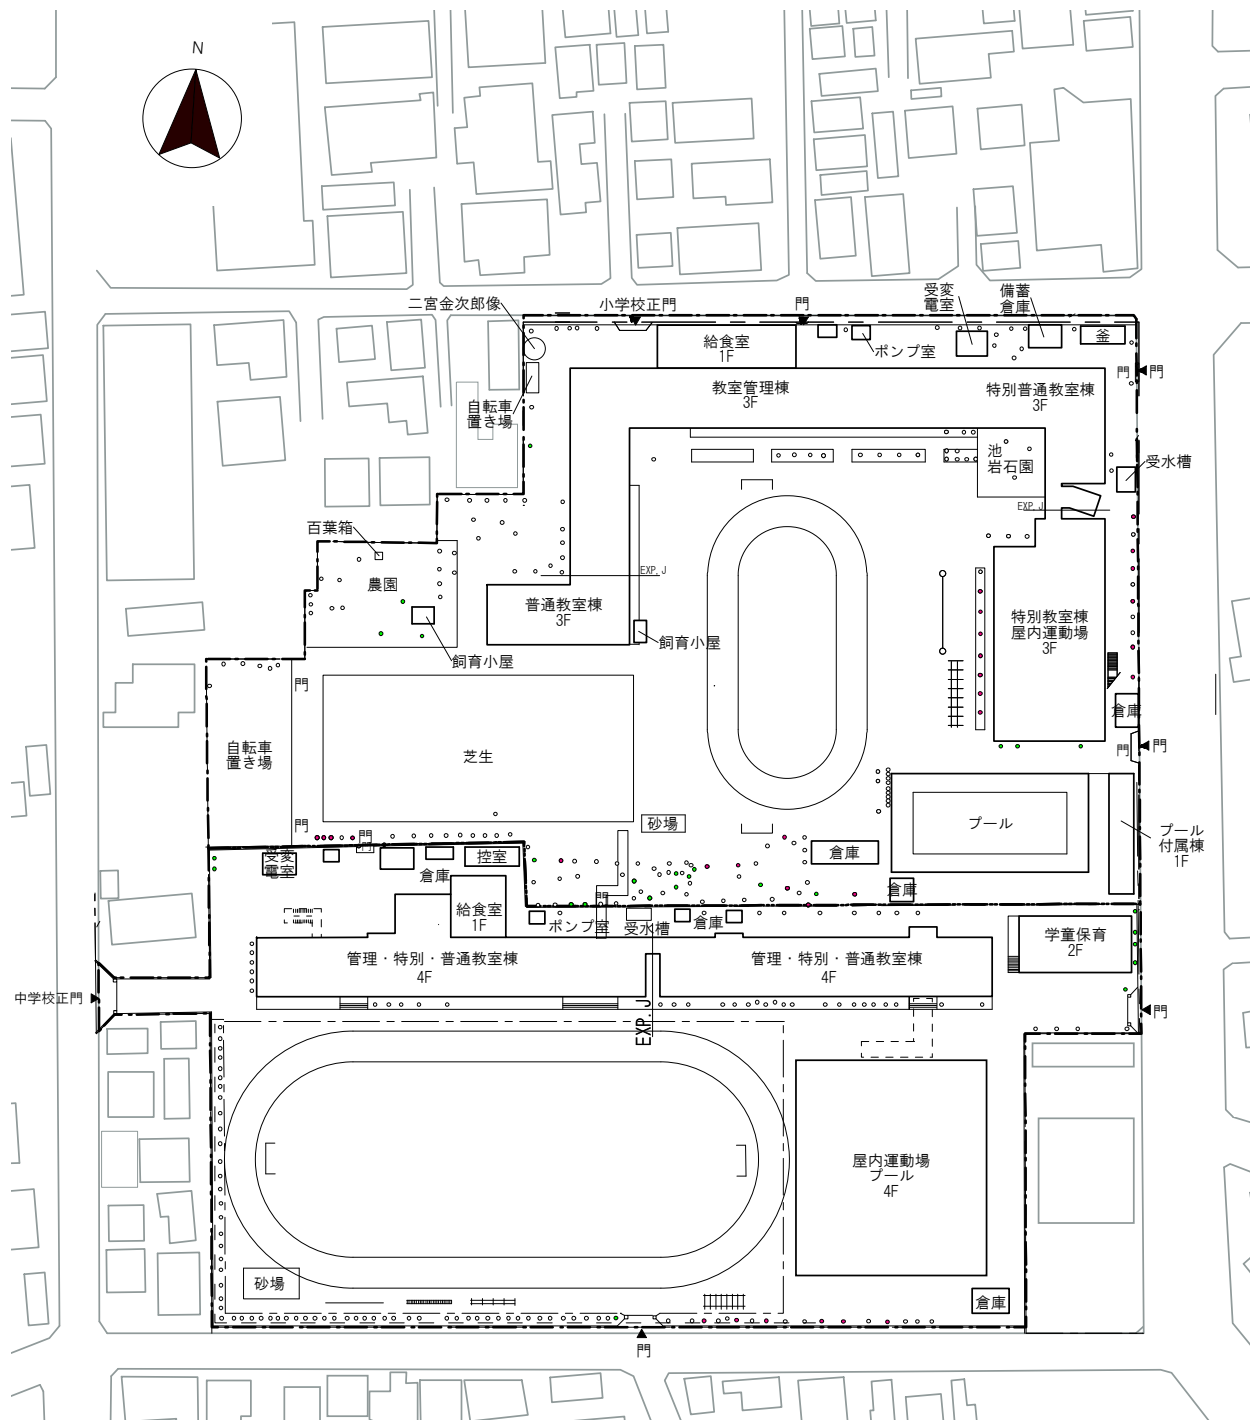 N
二宮金次郎像
小学校正門
門
受変
電室
備蓄
倉庫
釜
給食室
1F
ポンプ室
門
門
教室管理棟
3F
特別普通教室棟
3F
自転車
置き場
池
岩石園
受水槽
EXP.J
百葉箱
農園
EXP.J
普通教室棟
3F
飼育小屋
飼育小屋
特別教室棟
屋内運動場
3F
門
倉庫
自転車
置き場
芝生
門
門
門
砂場
プール
プール
付属棟
1F
門
門
門
受変
電室
倉庫
控室
倉庫
倉庫
給食室
1F
門
ポンプ室
受水槽
倉庫
学童保育
2F
管理・特別・普通教室棟
4F
管理・特別・普通教室棟
4F
中学校正門
門
EXP.J
屋内運動場
プール
4F
砂場
倉庫
門